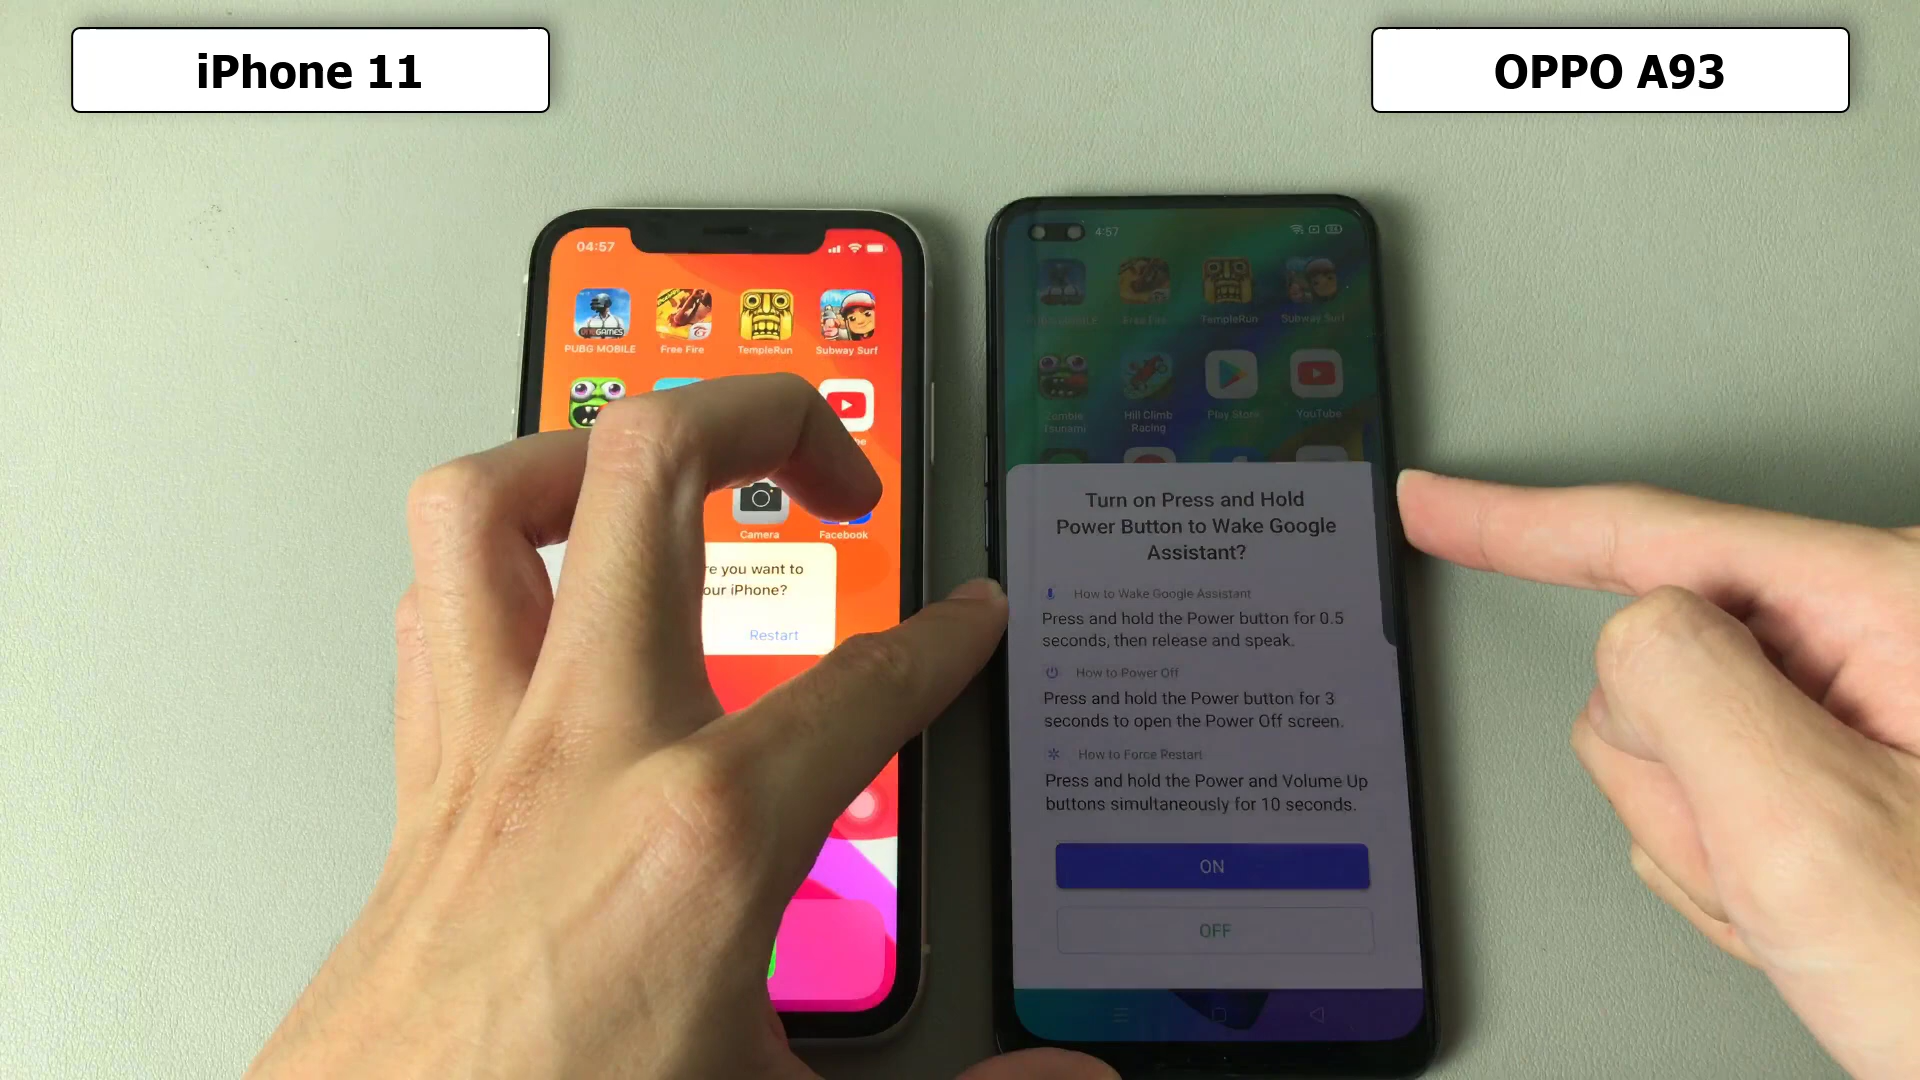 iPhone 11
OPPO A93
04:57
PUBG MOBILE
Free Fire
TempleRun
Subway Surf
Camera
Facebook
re you want to
our iPhone?
Restart
4:57
TempleRun
Subway Surf
Zombie
Tsunami
Hill Climb
Racing
Play Store
YouTube
Turn on Press and Hold
Power Button to Wake Google
Assistant?
How to Wake Google Assistant
Press and hold the Power button for 0.5
seconds, then release and speak.
How to Power Off
Press and hold the Power button for 3
seconds to open the Power Off screen.
How to Force Restart
Press and hold the Power and Volume Up
buttons simultaneously for 10 seconds.
ON
OFF